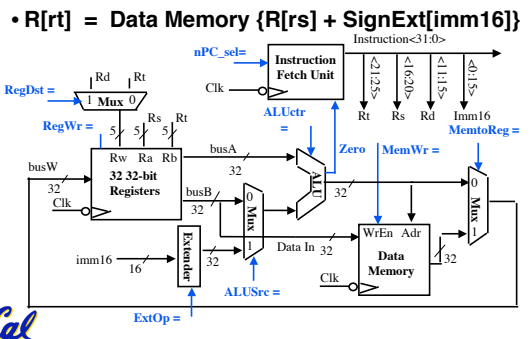 • R[rt] = Data Memory {R[rs] + SignExt[imm16]}
Instruction<31:0>
nPC_sel=
Instruction
Fetch Unit
Clk
<21:25>
<16:20>
<11:15>
<0:15>
Rt
Rs
Rd
Imm16
Rd
Rt
RegDst =
1 Mux 0
RegWr =
5
5
5
Rs
Rt
Rw
Ra
Rb
32 32-bit
Registers
busW
32
Clk
busA
32
busB
32
ALUctr
=
ALU
Zero
MemWr =
MemtoReg =
32
0
Mux
1
0
Mux
1
Extender
imm16
16
32
Data In
32
WrEn
Adr
Data
Memory
32
Clk
ALUSrc =
ExtOp =
Cal